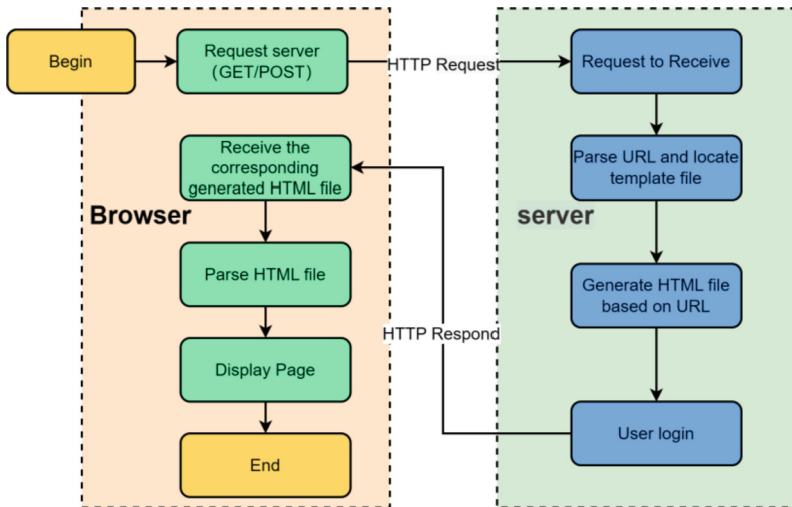 Begin
Request server
(GET/POST)
HTTP Request
Request to Receive
Receive the
corresponding
generated HTML file
Parse URL and locate
template file
Browser
server
Parse HTML file
Generate HTML file
based on URL
HTTP Respond
Display Page
User login
End